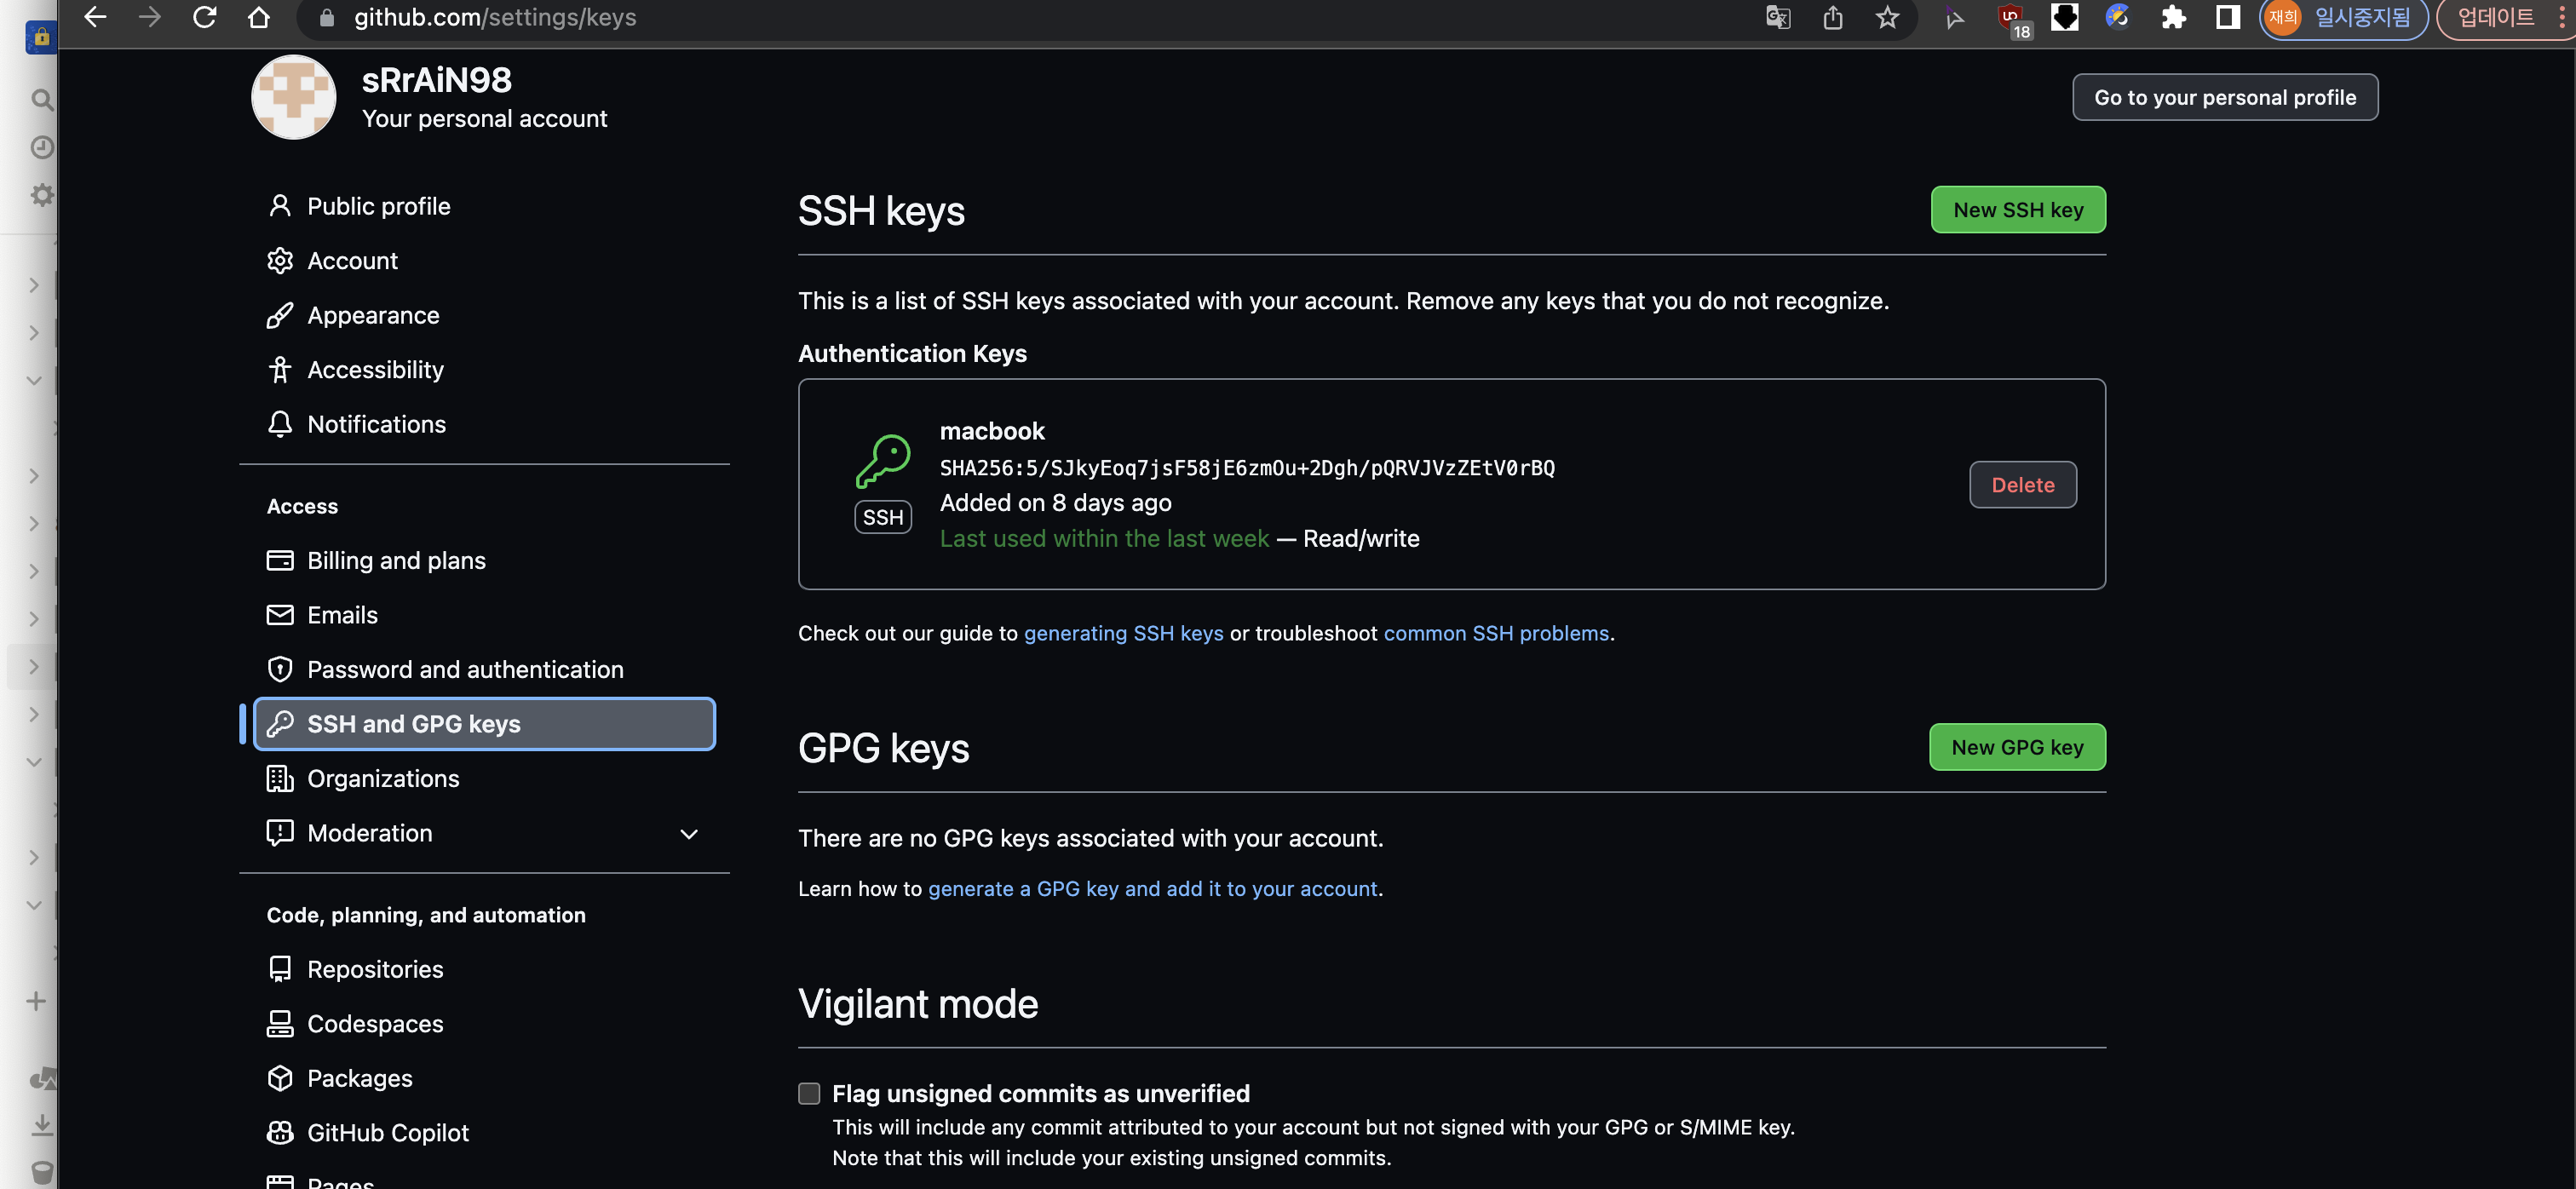 github.com/settings/keys
18
재희
일시중지됨
업데이트
sRrAiN98
Your personal account
Go to your personal profile
Public profile
Account
Appearance
Accessibility
Notifications
Access
Billing and plans
Emails
Password and authentication
SSH and GPG keys
Organizations
Moderation
Code, planning, and automation
Repositories
Codespaces
Packages
GitHub Copilot
Pages
SSH keys
New SSH key
This is a list of SSH keys associated with your account. Remove any keys that you do not recognize.
Authentication Keys
macbook
SHA256:5/SJkyEoq7jsF58jE6zmOu+2Dgh/pQRVJVzZEtV0rBQ
Added on 8 days ago
Last used within the last week — Read/write
SSH
Delete
Check out our guide to generating SSH keys or troubleshoot common SSH problems.
GPG keys
New GPG key
There are no GPG keys associated with your account.
Learn how to generate a GPG key and add it to your account.
Vigilant mode
Flag unsigned commits as unverified
This will include any commit attributed to your account but not signed with your GPG or S/MIME key.
Note that this will include your existing unsigned commits.